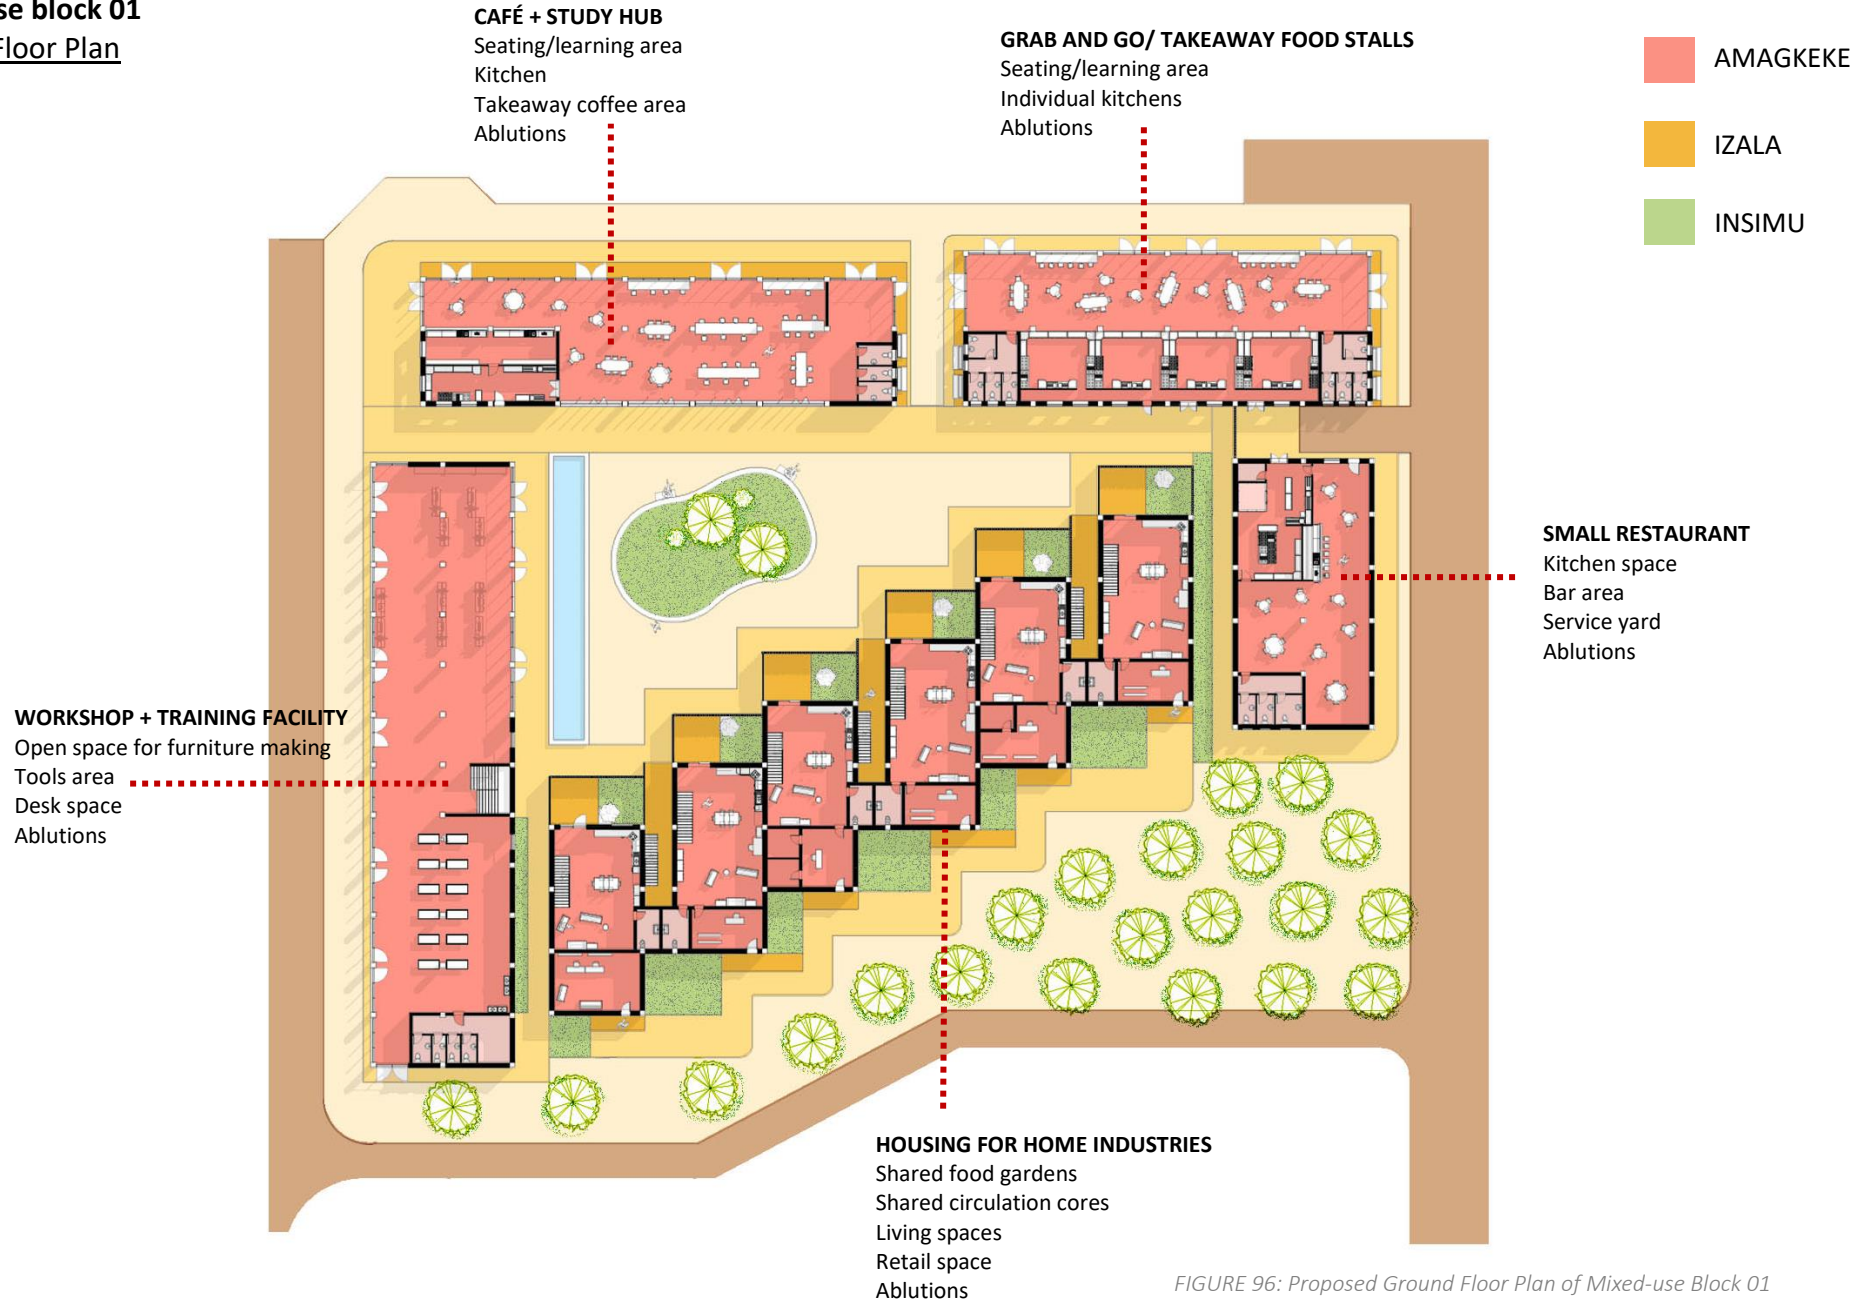 se block 01
Floor Plan
CAFÉ + STUDY HUB
Seating/learning area
Kitchen
Takeaway coffee area
Ablutions
GRAB AND GO/ TAKEAWAY FOOD STALLS
Seating/learning area
Individual kitchens
Ablutions
AMAGKEKE
IZALA
INSIMU
SMALL RESTAURANT
Kitchen space
Bar area
Service yard
Ablutions
WORKSHOP + TRAINING FACILITY
Open space for furniture making
Tools area
Desk space
Ablutions
HOUSING FOR HOME INDUSTRIES
Shared food gardens
Shared circulation cores
Living spaces
Retail space
Ablutions
FIGURE 96: Proposed Ground Floor Plan of Mixed-use Block 01